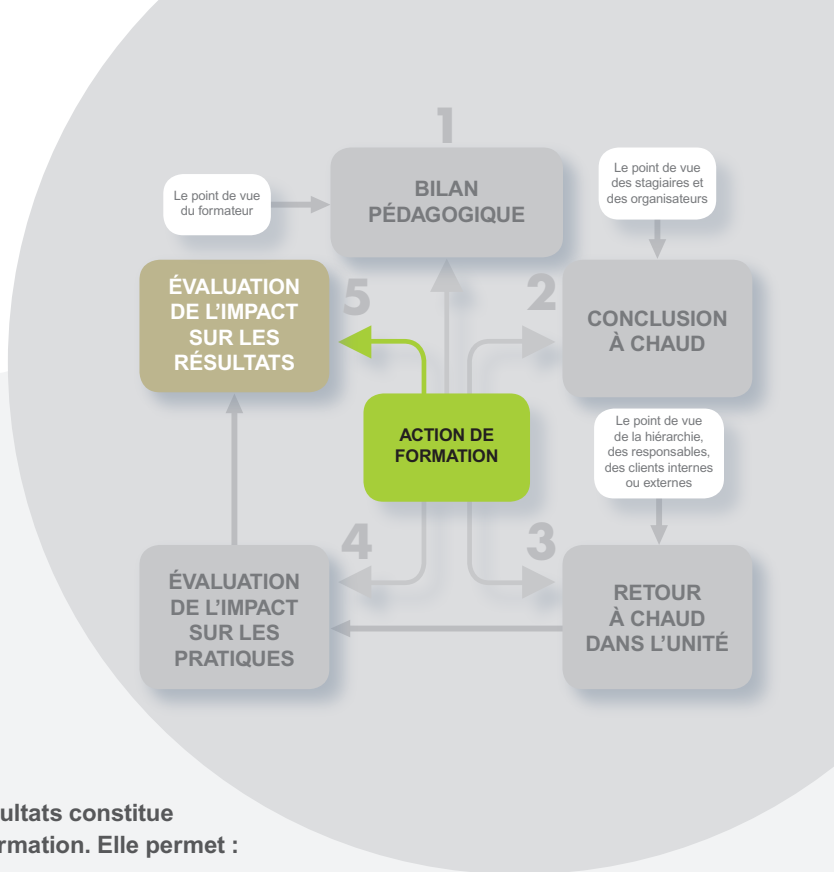 1
BILAN
PÉDAGOGIQUE
Le point de vue
du formateur
Le point de vue
des stagiaires et
des organisateurs
ÉVALUATION
DE L’IMPACT
SUR LES
RÉSULTATS
5
2
CONCLUSION
À CHAUD
ACTION DE
FORMATION
Le point de vue
de la hiérarchie,
des responsables,
des clients internes
ou externes
4
3
ÉVALUATION
DE L’IMPACT
SUR LES
PRATIQUES
RETOUR
À CHAUD
DANS L’UNITÉ
constitue
Elle permet :